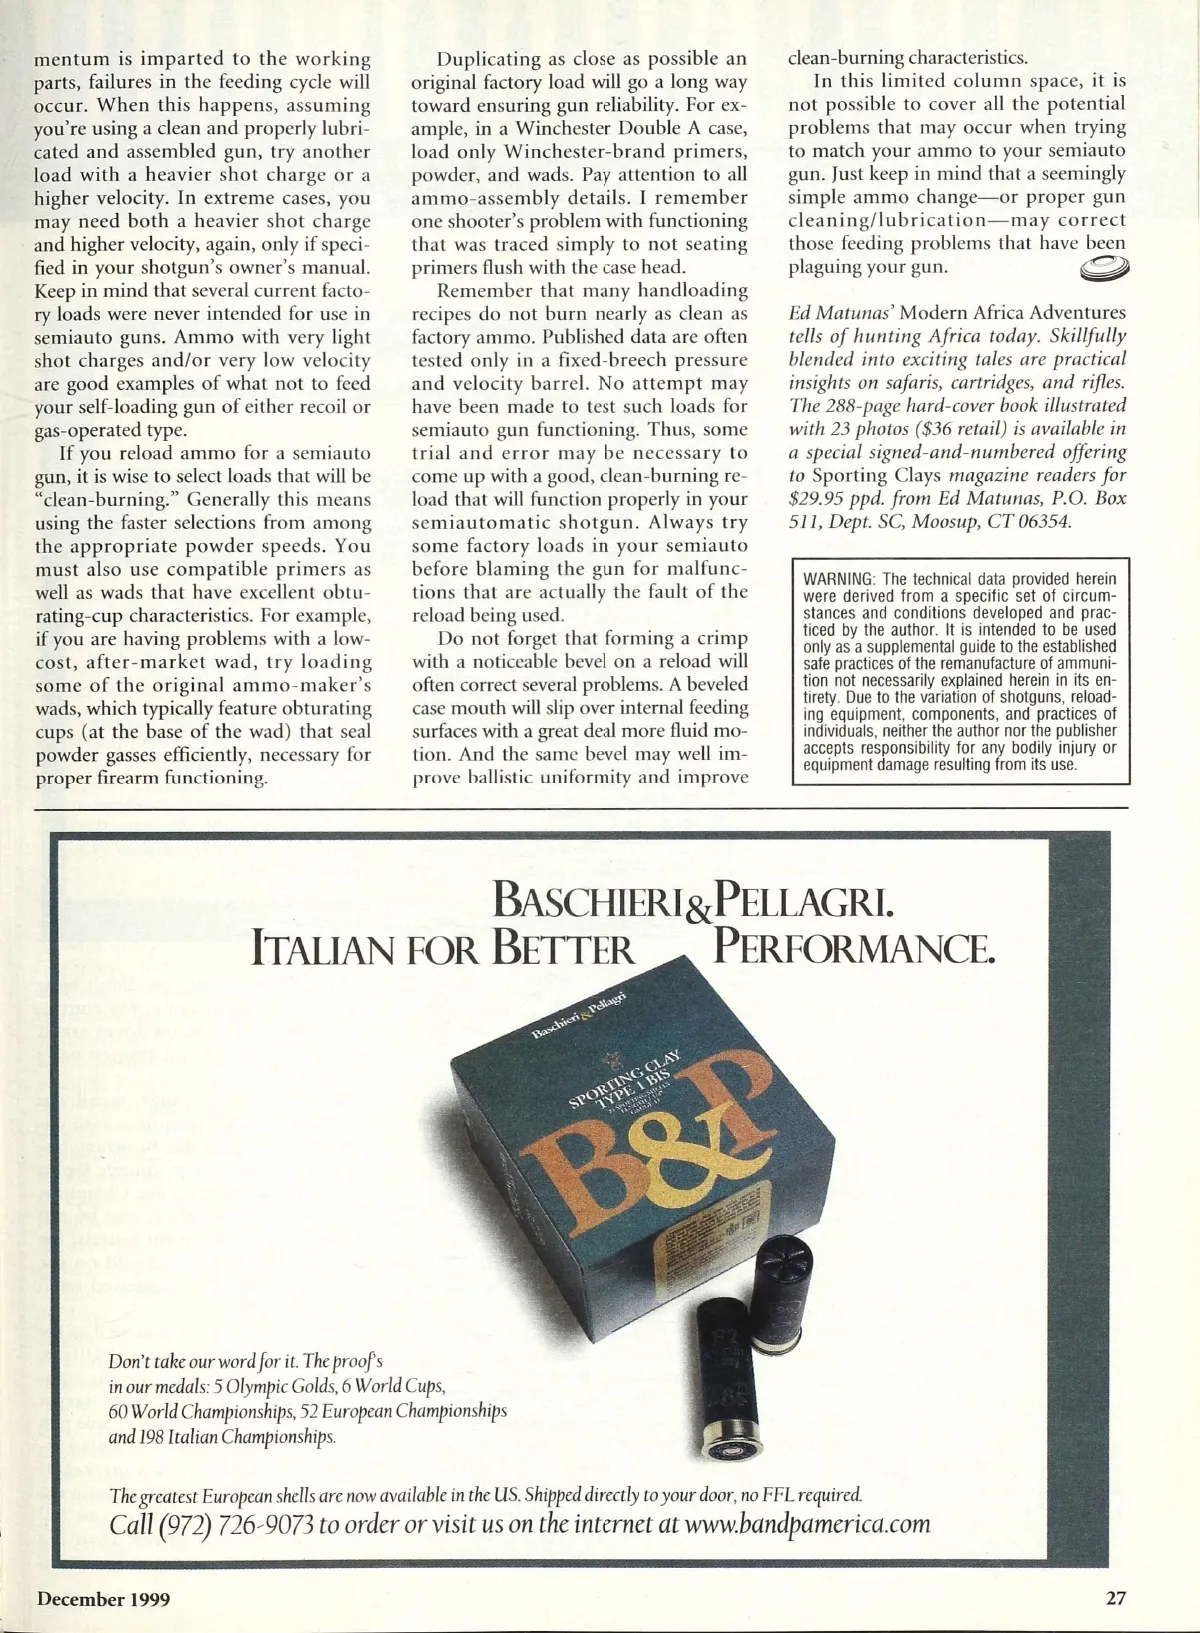 mentum is imparted to the working
parts, failures in the feeding cycle will
occur. When this happens, assuming
you're using a clean and properly lubri-
cated and assembled gun, try another
load with a heavier shot charge or a
higher velocity. In extreme cases, you
may need both a heavier shot charge
and higher velocity, again, only if speci-
fied in your shotgun's owner's manual.
Keep in mind that several current facto-
ry loads were never intended for use in
semiauto guns. Ammo with very light
shot charges and/or very low velocity
are good examples of what not to feed
your self-loading gun of either recoil or
gas-operated type.
If you reload ammo for a semiauto
gun, it is wise to select loads that will be
“clean-burning.” Generally this means
using the faster selections from among
the appropriate powder speeds. You
must also use compatible primers as
well as wads that have excellent obtu-
rating-cup characteristics. For example,
if you are having problems with a low-
cost, after-market wad, try loading
some of the original ammo-maker's
wads, which typically feature obturating
cups (at the base of the wad) that seal
powder gasses efficiently, necessary for
proper firearm functioning.
Duplicating as close as possible an
original factory load will go a long way
toward ensuring gun reliability. For ex-
ample, in a Winchester Double A case,
load only Winchester-brand primers,
powder, and wads. Pay attention to all
ammo-assembly details. I remember
one shooter's problem with functioning
that was traced simply to not seating
primers flush with the case head.
Remember that many handloading
recipes do not burn nearly as clean as
factory ammo. Published data are often
tested only in a fixed-breech pressure
and velocity barrel. No attempt may
have been made to test such loads for
semiauto gun functioning. Thus, some
trial and error may be necessary to
come up with a good, clean-burning re-
load that will function properly in your
semiautomatic shotgun. Always try
some factory loads in your semiauto
before blaming the gun for malfunc-
tions that are actually the fault of the
reload being used.
Do not forget that forming a crimp
with a noticeable bevel on a reload will
often correct several problems. A beveled
case mouth will slip over internal feeding
surfaces with a great deal more fluid mo-
tion. And the same bevel may well im-
prove ballistic uniformity and improve
clean-burning characteristics.
In this limited column space, it is
not possible to cover all the potential
problems that may occur when trying
to match your ammo to your semiauto
gun. Just keep in mind that a seemingly
simple ammo change—or proper gun
cleaning/lubrication—may correct
those feeding problems that have been
plaguing your gun.
Ed Matunas' Modern Africa Adventures
tells of hunting Africa today. Skillfully
blended into exciting tales are practical
insights on safaris, cartridges, and rifles.
The 288-page hard-cover book illustrated
with 23 photos ($36 retail) is available in
a special signed-and-numbered offering
to Sporting Clays magazine readers for
$29.95 ppd. from Ed Matunas, P.O. Box
511, Dept. SC, Moosup, CT 06354.
WARNING: The technical data provided herein
were derived from a specific set of circum-
stances and conditions developed and prac-
ticed by the author. It is intended to be used
only as a supplemental guide to the established
safe practices of the remanufacture of ammuni-
tion not necessarily explained herein in its en-
tirety. Due to the variation of shotguns, reload-
ing equipment, components, and practices of
individuals, neither the author nor the publisher
accepts responsibility for any bodily injury or
equipment damage resulting from its use.
BASCHIERI & PELLAGRI.
ITALIAN FOR BETTER PERFORMANCE.
Baschieri & Pellagri
SPORTING CLAY
TYPE 1 BIS
B&P
Don't take our word for it. The proof's
in our medals: 5 Olympic Golds, 6 World Cups,
60 World Championships, 52 European Championships
and 198 Italian Championships.
The greatest European shells are now available in the US. Shipped directly to your door, no FFL required.
Call (972) 726-9073 to order or visit us on the internet at www.bandpamerica.com
December 1999
27